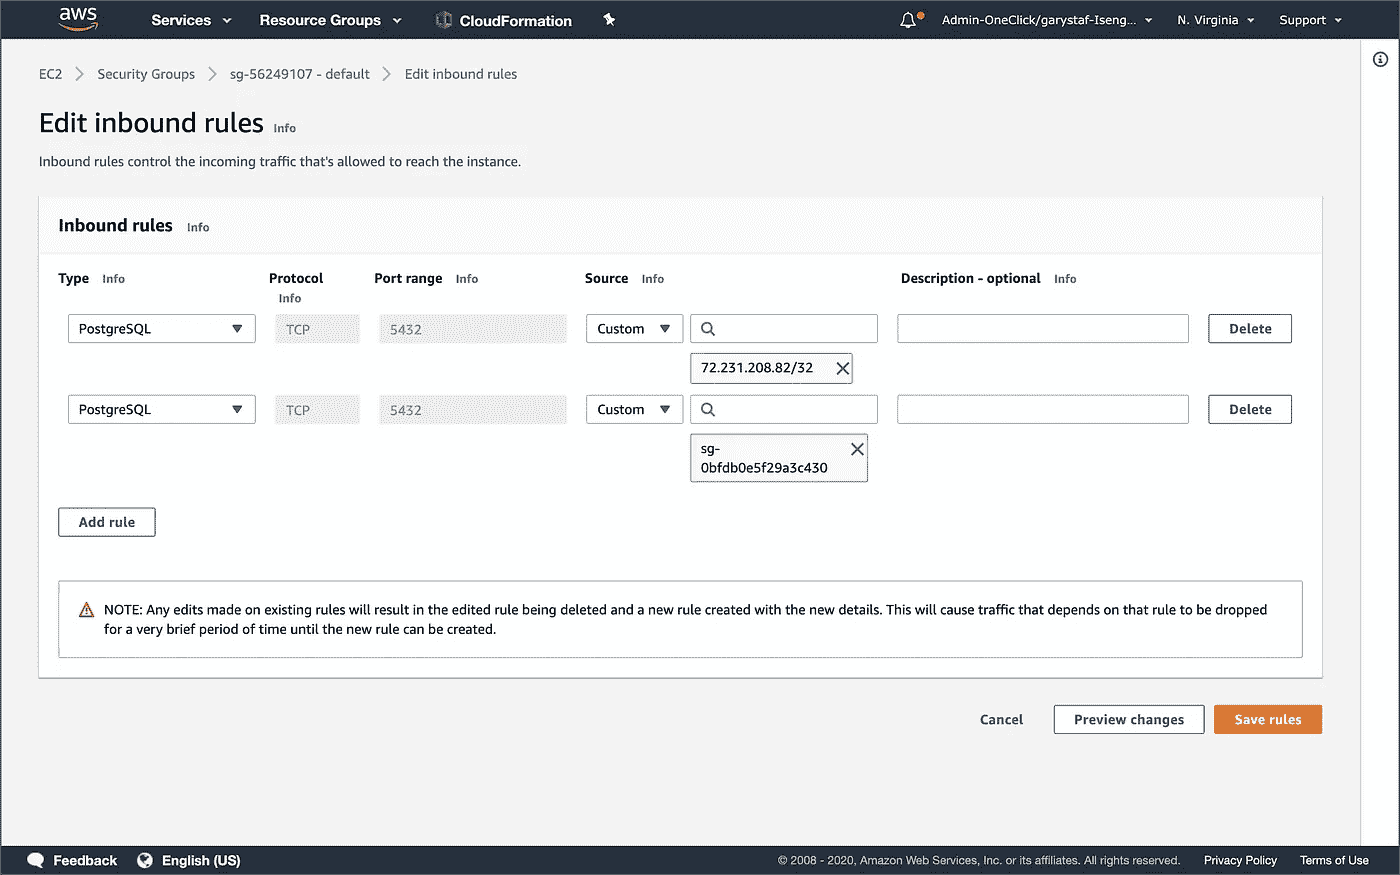 aws Services Resource Groups CloudFormation Admin-OneClick/garystaf-Iseng... N. Virginia Support
EC2 Security Groups sg-56249107 - default Edit inbound rules
Edit inbound rules Info
Inbound rules control the incoming traffic that's allowed to reach the instance.
Inbound rules Info
Type Info Protocol Port range Info Source Info Description - optional Info
Info
PostgreSQL TCP 5432 Custom Delete
72.231.208.82/32
PostgreSQL TCP 5432 Custom Delete
sg-
0bfdb0e5f29a3c430
Add rule
NOTE: Any edits made on existing rules will result in the edited rule being deleted and a new rule created with the new details. This will cause traffic that depends on that rule to be dropped
for a very brief period of time until the new rule can be created.
Cancel Preview changes Save rules
Feedback English (US) © 2008 - 2020, Amazon Web Services, Inc. or its affiliates. All rights reserved. Privacy Policy Terms of Use